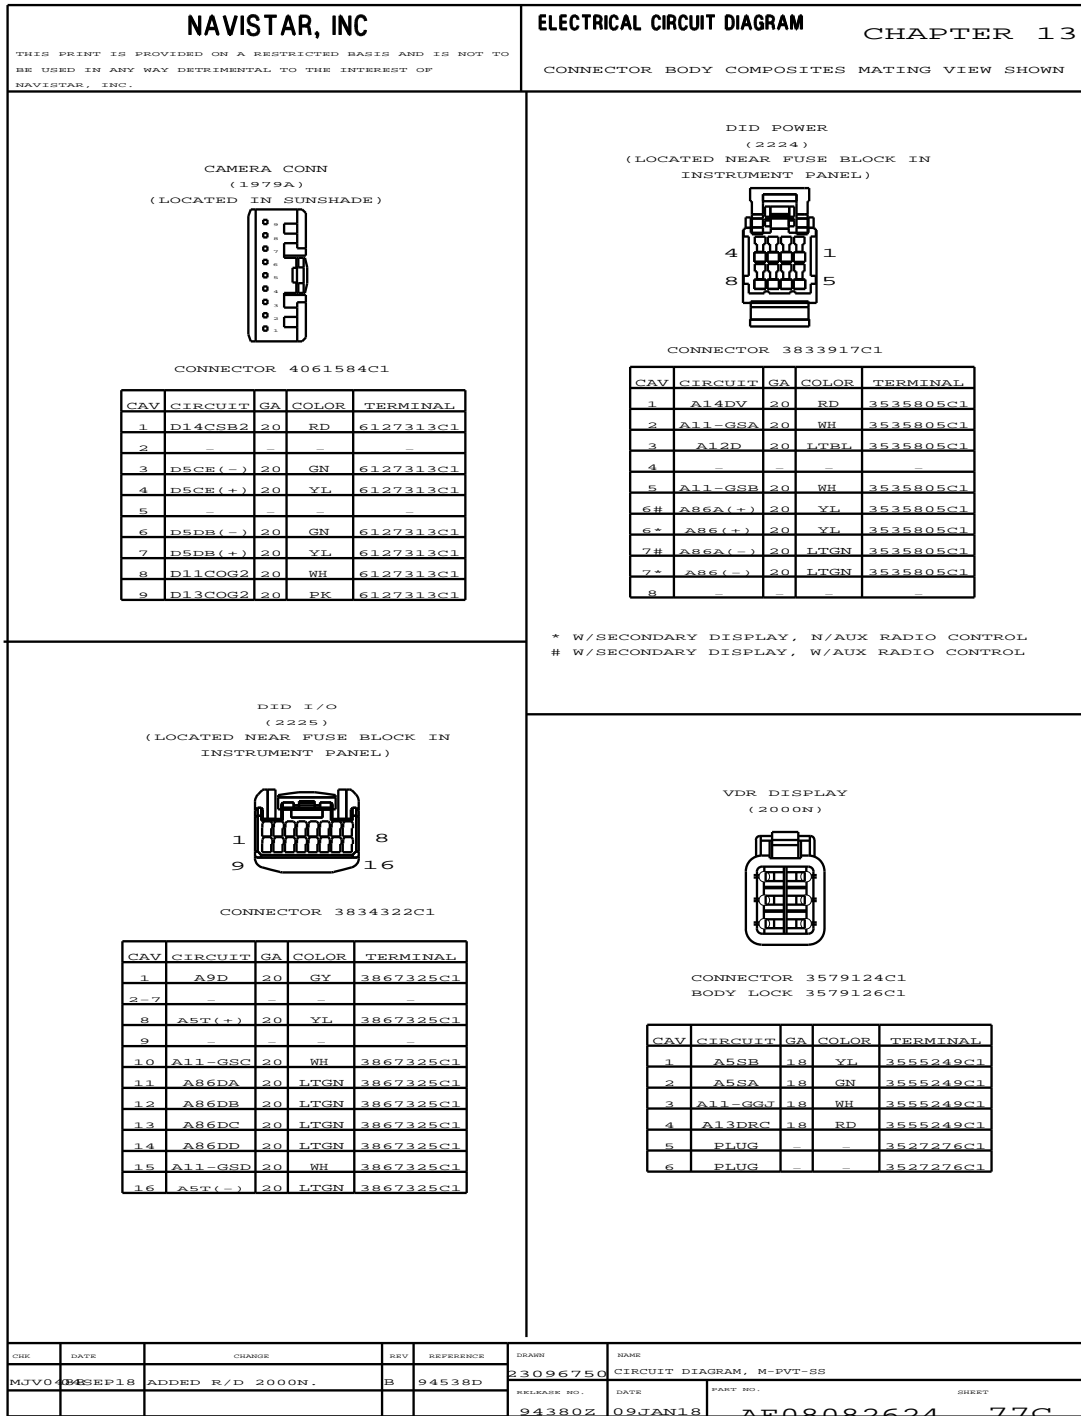 NAVISTAR, INC
THIS PRINT IS PROVIDED ON A RESTRICTED BASIS AND IS NOT TO
BE USED IN ANY WAY DETRIMENTAL TO THE INTEREST OF
NAVISTAR, INC.
ELECTRICAL CIRCUIT DIAGRAM
CHAPTER 13
CONNECTOR BODY COMPOSITES MATING VIEW SHOWN
CAMERA CONN
(1979A)
(LOCATED IN SUNSHADE)
9
8
7
6
5
4
3
2
1
CONNECTOR 4061584C1
CAV CIRCUIT GA COLOR TERMINAL
1 D14CSB2 20 RD 6127313C1
2 – – – –
3 D5CE(–) 20 GN 6127313C1
4 D5CE(+) 20 YL 6127313C1
5 – – – –
6 D5DB(–) 20 GN 6127313C1
7 D5DB(+) 20 YL 6127313C1
8 D11COG2 20 WH 6127313C1
9 D13COG2 20 PK 6127313C1
DID POWER
(2224)
(LOCATED NEAR FUSE BLOCK IN
INSTRUMENT PANEL)
4 1
8 5
CONNECTOR 3833917C1
CAV CIRCUIT GA COLOR TERMINAL
1 A14DV 20 RD 3535805C1
2 A11–GSA 20 WH 3535805C1
3 A12D 20 LTBL 3535805C1
4 – – – –
5 A11–GSB 20 WH 3535805C1
6# A86A(+) 20 YL 3535805C1
6* A86(+) 20 YL 3535805C1
7# A86A(–) 20 LTGN 3535805C1
7* A86(–) 20 LTGN 3535805C1
8 – – – –
* W/SECONDARY DISPLAY, N/AUX RADIO CONTROL
# W/SECONDARY DISPLAY, W/AUX RADIO CONTROL
DID I/O
(2225)
(LOCATED NEAR FUSE BLOCK IN
INSTRUMENT PANEL)
1 8
9 16
CONNECTOR 3834322C1
CAV CIRCUIT GA COLOR TERMINAL
1 A9D 20 GY 3867325C1
2–7 – – – –
8 A5T(+) 20 YL 3867325C1
9 – – – –
10 A11–GSC 20 WH 3867325C1
11 A86DA 20 LTGN 3867325C1
12 A86DB 20 LTGN 3867325C1
13 A86DC 20 LTGN 3867325C1
14 A86DD 20 LTGN 3867325C1
15 A11–GSD 20 WH 3867325C1
16 A5T(–) 20 LTGN 3867325C1
VDR DISPLAY
(2000N)
CONNECTOR 3579124C1
BODY LOCK 3579126C1
CAV CIRCUIT GA COLOR TERMINAL
1 A5SB 18 YL 3555249C1
2 A5SA 18 GN 3555249C1
3 A11–GGJ 18 WH 3555249C1
4 A13DRC 18 RD 3555249C1
5 PLUG – – 3527276C1
6 PLUG – – 3527276C1
CHK DATE CHANGE REV REFERENCE
SEP18 ADDED R/D 2000N. B 94538D
DRAWN NAME
23096750 CIRCUIT DIAGRAM, M–PVT–SS
RELEASE NO. DATE PART NO. SHEET
94380Z 09JAN18 AF08082624 77C